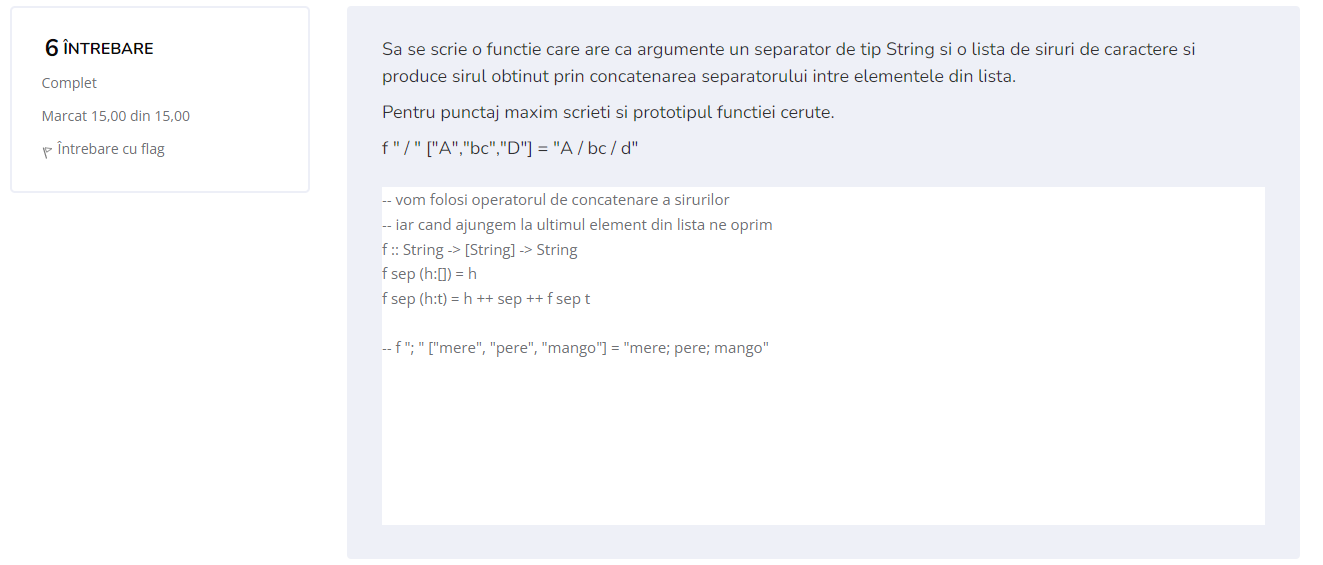 6 ÎNTREBARE
Complet
Marcat 15,00 din 15,00
Întrebare cu flag
Sa se scrie o functie care are ca argumente un separator de tip String si o lista de siruri de caractere si
produce sirul obtinut prin concatenarea separatorului intre elementele din lista.
Pentru punctaj maxim scrieti si prototipul functiei cerute.
f " / " ["A","bc","D"] = "A / bc / d"
-- vom folosi operatorul de concatenare a sirurilor
-- iar cand ajungem la ultimul element din lista ne oprim
f :: String -> [String] -> String
f sep (h:[]) = h
f sep (h:t) = h ++ sep ++ f sep t
-- f "; " ["mere", "pere", "mango"] = "mere; pere; mango"